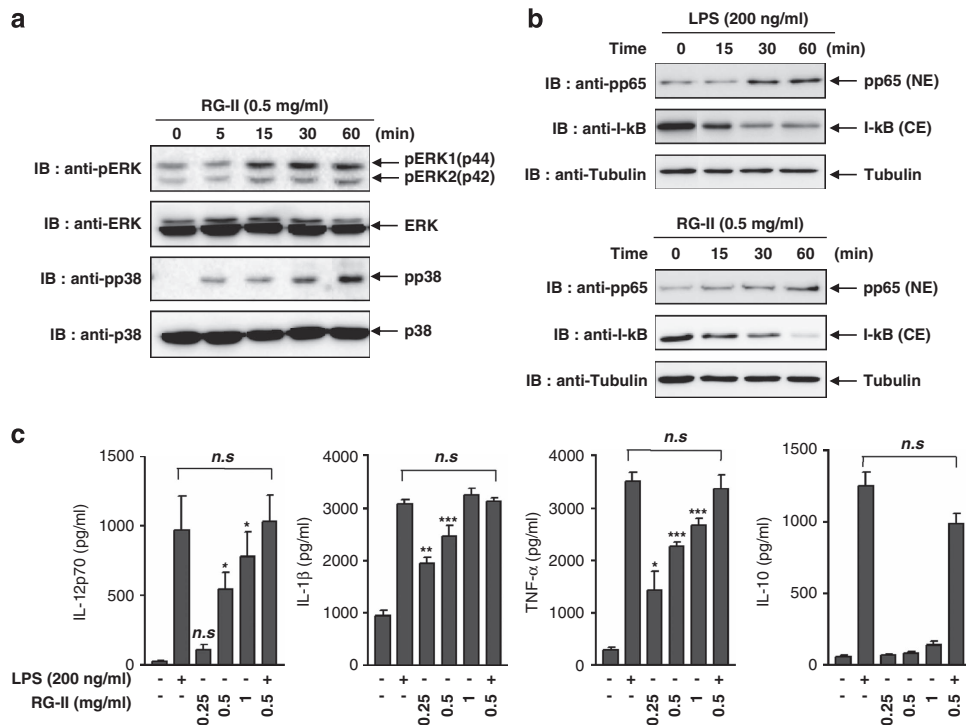 a
RG-II (0.5 mg/ml)
0 5 15 30 60 (min)
IB : anti-pERK
pERK1(p44)
pERK2(p42)
IB : anti-ERK
ERK
IB : anti-pp38
pp38
IB : anti-p38
p38
b
LPS (200 ng/ml)
Time 0 15 30 60 (min)
IB : anti-pp65
pp65 (NE)
IB : anti-I-kB
I-kB (CE)
IB : anti-Tubulin
Tubulin
RG-II (0.5 mg/ml)
Time 0 15 30 60 (min)
IB : anti-pp65
pp65 (NE)
IB : anti-I-kB
I-kB (CE)
IB : anti-Tubulin
Tubulin
c
IL-12p70 (pg/ml)
1500
1000
500
0
n.s
n.s
*
*
IL-1β (pg/ml)
4000
3000
2000
1000
0
n.s
**
***
TNF-α (pg/ml)
4000
3000
2000
1000
0
n.s
*
***
***
IL-10 (pg/ml)
1500
1000
500
0
n.s
LPS (200 ng/ml) - + - - - + - + - - - + - + - - - + - + - - - +
RG-II (mg/ml) - - 0.25 0.5 1 0.5 - - 0.25 0.5 1 0.5 - - 0.25 0.5 1 0.5 - - 0.25 0.5 1 0.5